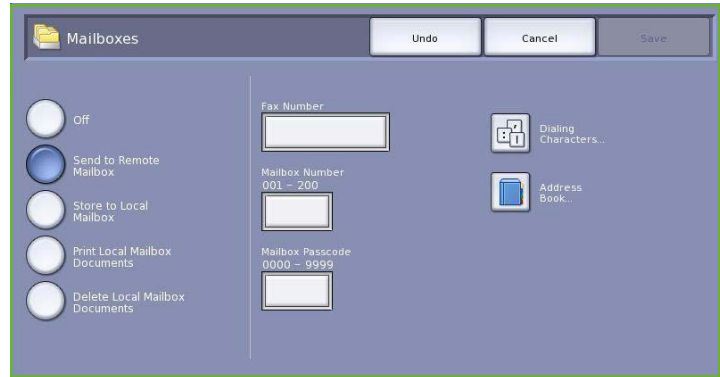 Mailboxes
Undo
Cancel
Save
Off
Send to Remote
Mailbox
Store to Local
Mailbox
Print Local Mailbox
Documents
Delete Local Mailbox
Documents
Fax Number
Mailbox Number
001 - 200
Mailbox Passcode
0000 - 9999
Dialing
Characters...
Address
Book...